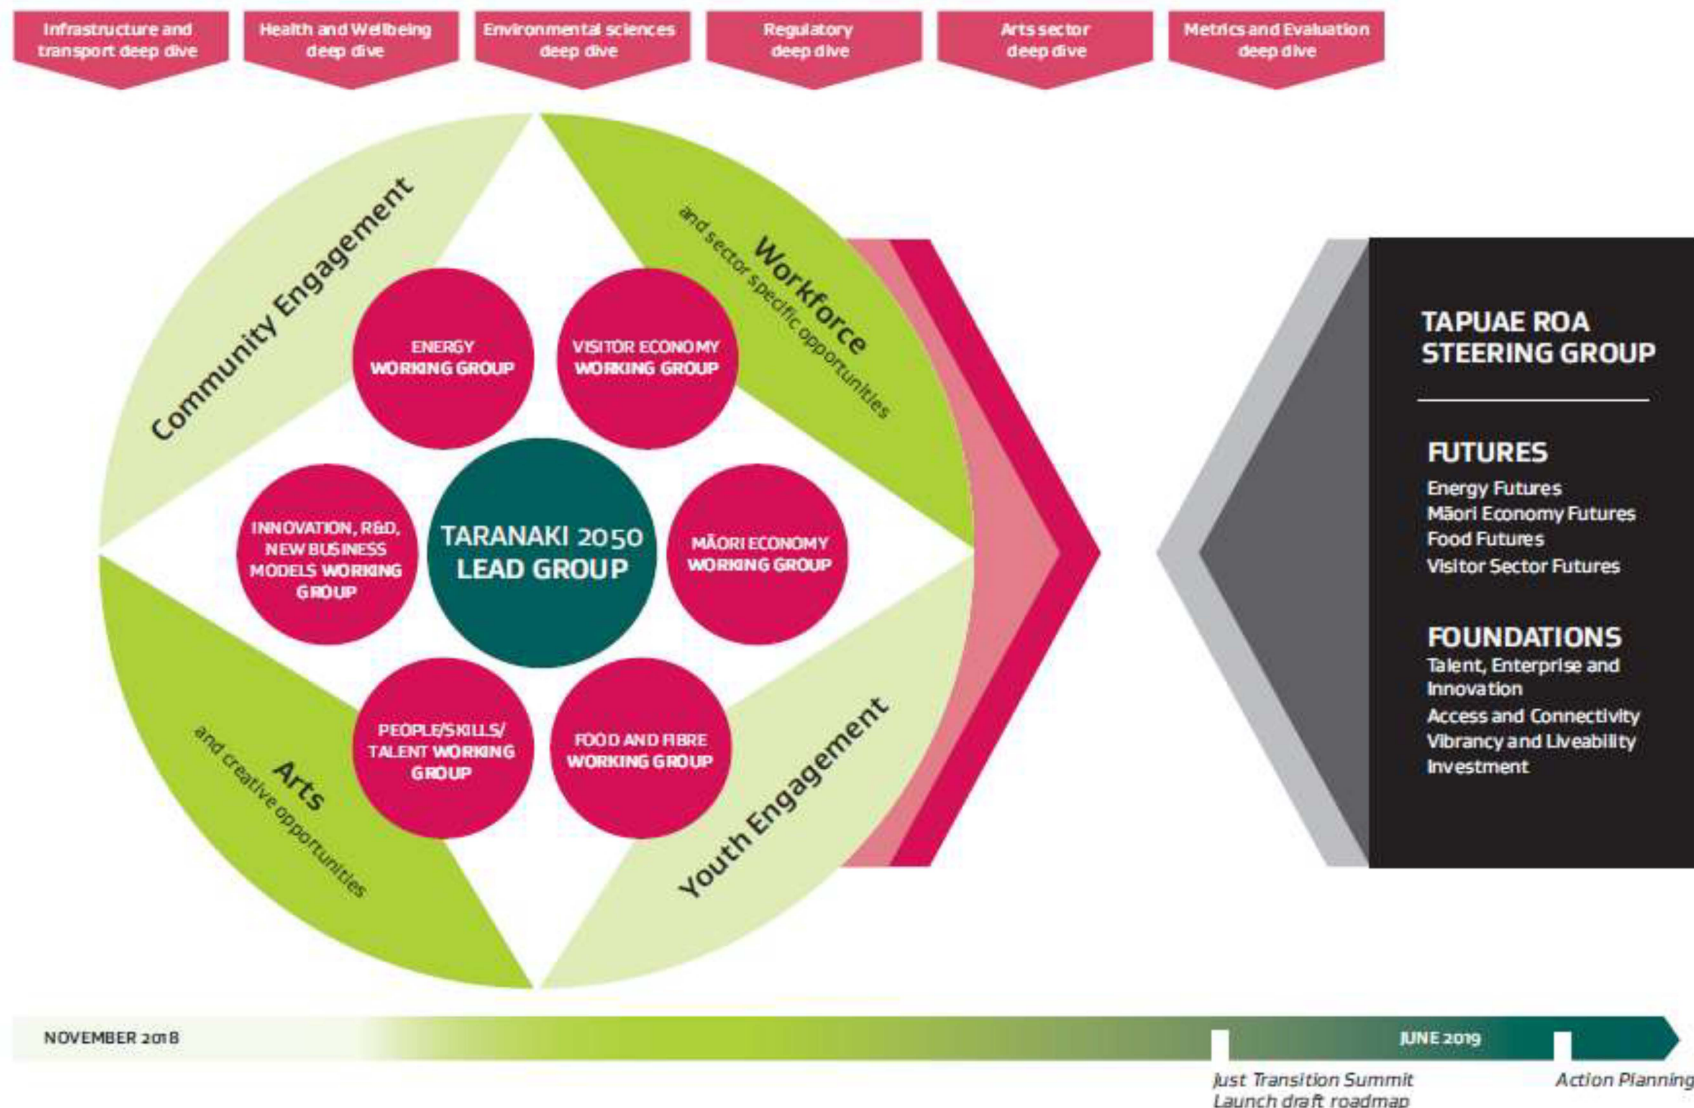 Infrastructure and
transport deep dive
Health and Wellbeing
deep dive
Environmental sciences
deep dive
Regulatory
deep dive
Arts sector
deep dive
Metrics and Evaluation
deep dive
Community Engagement
Workforce
and sector specific opportunities
ENERGY
WORKING GROUP
VISITOR ECONOMY
WORKING GROUP
INNOVATION, R&D,
NEW BUSINESS
MODELS WORKING
GROUP
TARANAKI 2050
LEAD GROUP
MĀORI ECONOMY
WORKING GROUP
PEOPLE/SKILLS/
TALENT WORKING
GROUP
FOOD AND FIBRE
WORKING GROUP
Arts
and creative opportunities
Youth Engagement
TAPUAE ROA
STEERING GROUP
FUTURES
Energy Futures
Māori Economy Futures
Food Futures
Visitor Sector Futures
FOUNDATIONS
Talent, Enterprise and
Innovation
Access and Connectivity
Vibrancy and Liveability
Investment
NOVEMBER 2018
JUNE 2019
Just Transition Summit
Launch draft roadmap
Action Planning